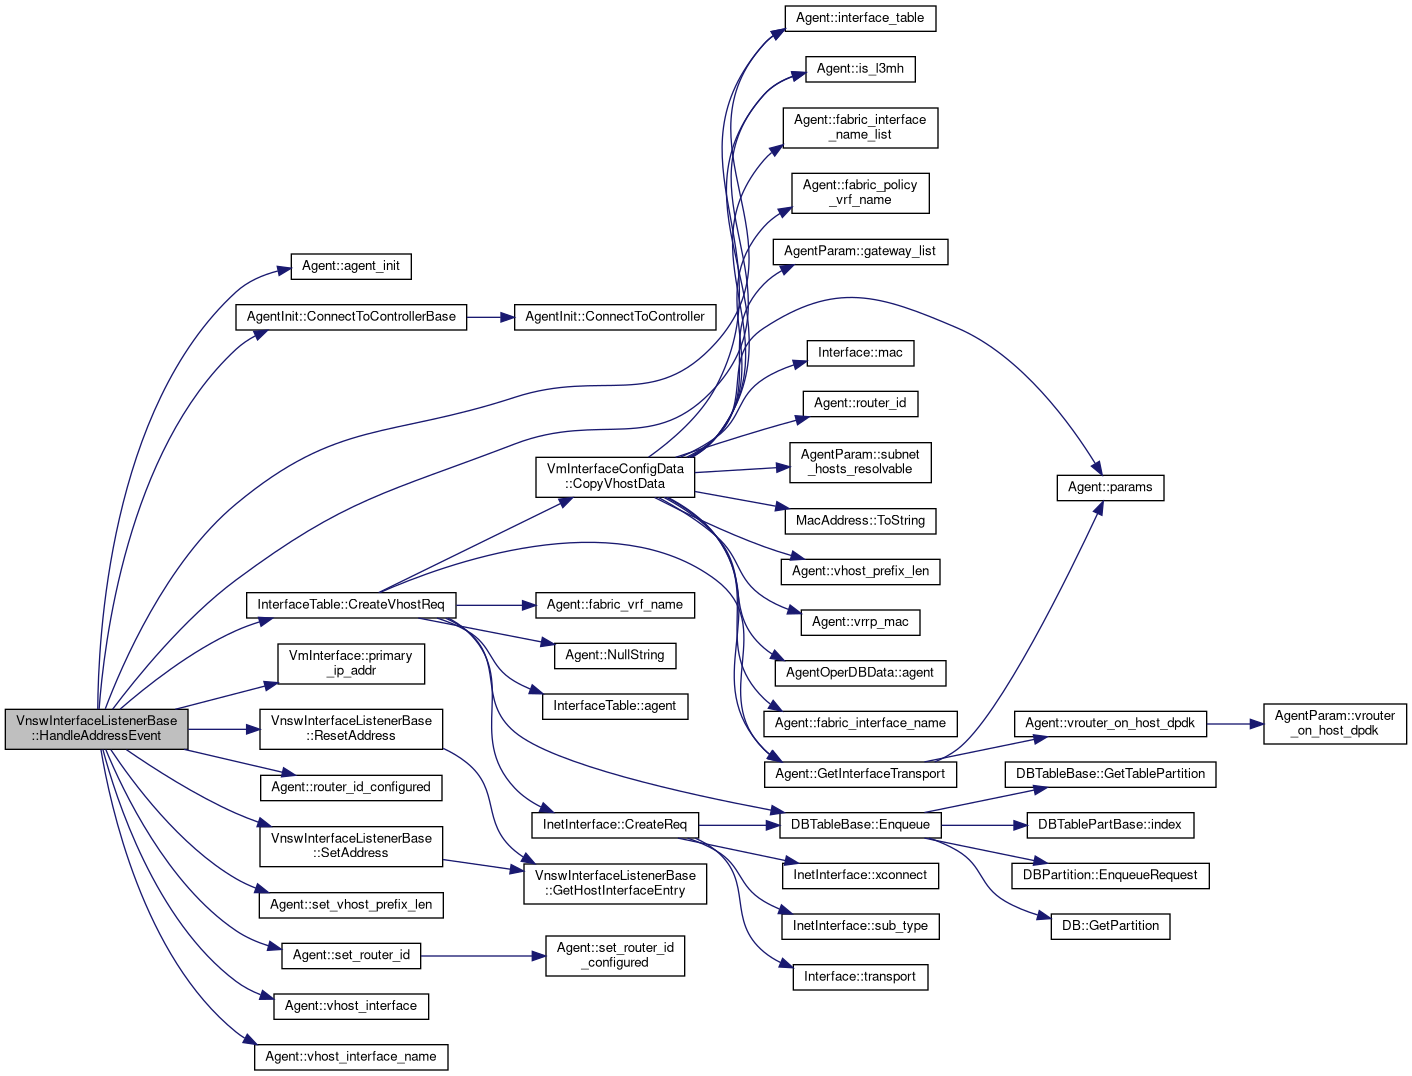 VnswInterfaceListenerBase
::HandleAddressEvent
Agent::agent_init
AgentInit::ConnectToControllerBase
AgentInit::ConnectToController
InterfaceTable::CreateVhostReq
VmInterface::primary
_ip_addr
VnswInterfaceListenerBase
::ResetAddress
Agent::router_id_configured
VnswInterfaceListenerBase
::SetAddress
Agent::set_vhost_prefix_len
Agent::set_router_id
Agent::vhost_interface
Agent::vhost_interface_name
VmInterfaceConfigData
::CopyVhostData
Agent::fabric_vrf_name
Agent::NullString
InterfaceTable::agent
InetInterface::CreateReq
VnswInterfaceListenerBase
::GetHostInterfaceEntry
Agent::set_router_id
_configured
Agent::interface_table
Agent::is_l3mh
Agent::fabric_interface
_name_list
Agent::fabric_policy
_vrf_name
AgentParam::gateway_list
Interface::mac
Agent::router_id
AgentParam::subnet
_hosts_resolvable
MacAddress::ToString
Agent::vhost_prefix_len
Agent::vrrp_mac
AgentOperDBData::agent
Agent::fabric_interface_name
Agent::GetInterfaceTransport
DBTableBase::Enqueue
InetInterface::xconnect
InetInterface::sub_type
Interface::transport
Agent::params
Agent::vrouter_on_host_dpdk
DBTableBase::GetTablePartition
DBTablePartBase::index
DBPartition::EnqueueRequest
DB::GetPartition
AgentParam::vrouter
_on_host_dpdk